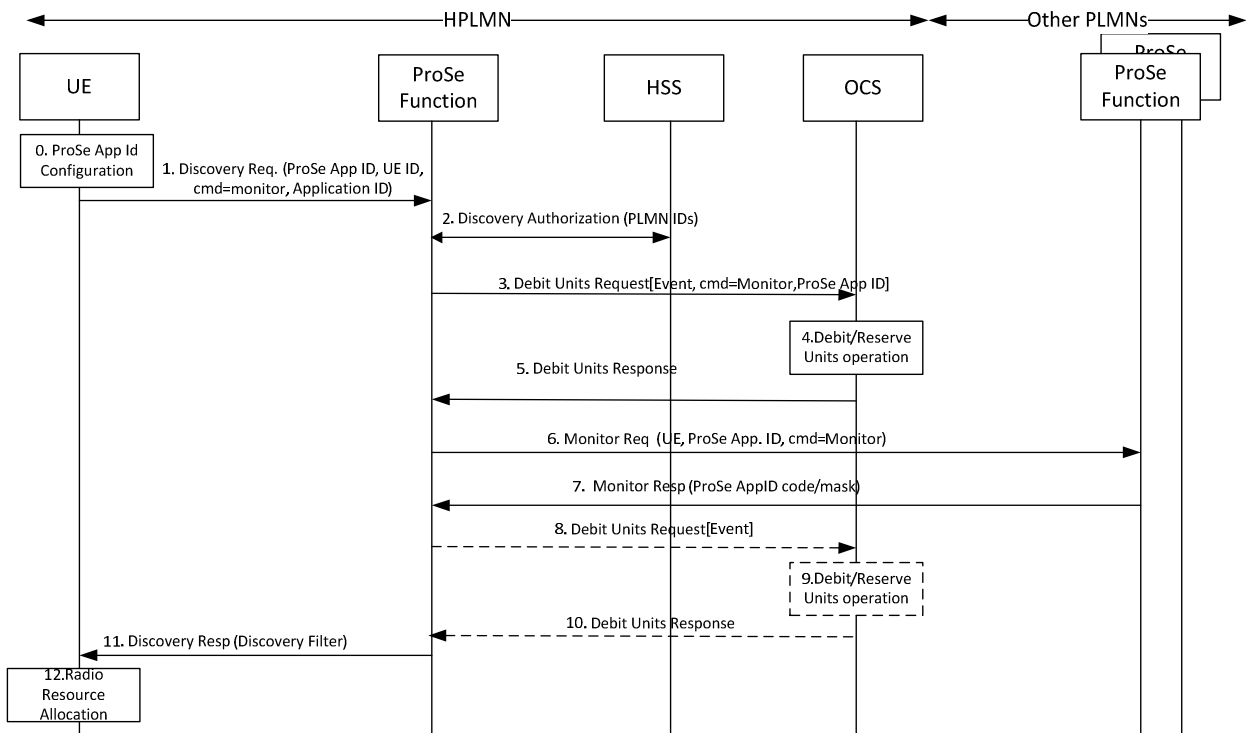 HPLMN
Other PLMNs
UE
ProSe
Function
HSS
OCS
ProSe
ProSe
Function
0. ProSe App Id
Configuration
1. Discovery Req. (ProSe App ID, UE ID,
cmd=monitor, Application ID)
2. Discovery Authorization (PLMN IDs)
3. Debit Units Request[Event, cmd=Monitor,ProSe App ID]
4.Debit/Reserve
Units operation
5. Debit Units Response
6. Monitor Req (UE, ProSe App. ID, cmd=Monitor)
7. Monitor Resp (ProSe AppID code/mask)
8. Debit Units Request[Event]
9.Debit/Reserve
Units operation
10. Debit Units Response
11. Discovery Resp (Discovery Filter)
12.Radio
Resource
Allocation